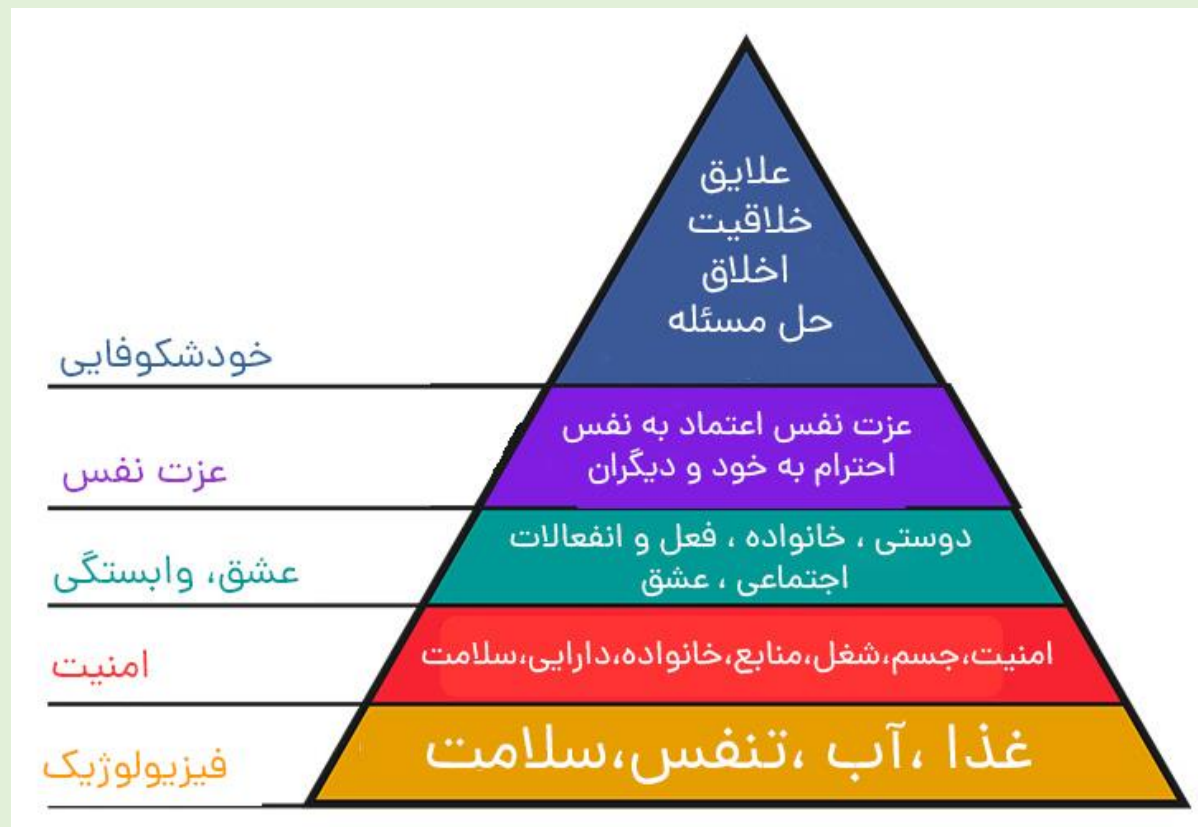 علایق
خلاقیت
اخلاق
حل مسئله
خودشکوفایی
عزت نفس اعتماد به نفس
احترام به خود و دیگران
عزت نفس
دوستی ، خانواده ، فعل و انفعالات
اجتماعی ، عشق
عشق، وابستگی
امنیت،جسم،شغل،منابع،خانواده،دارایی،سلامت
امنیت
غذا ،آب ،تنفس،سلامت
فیزیولوژیک